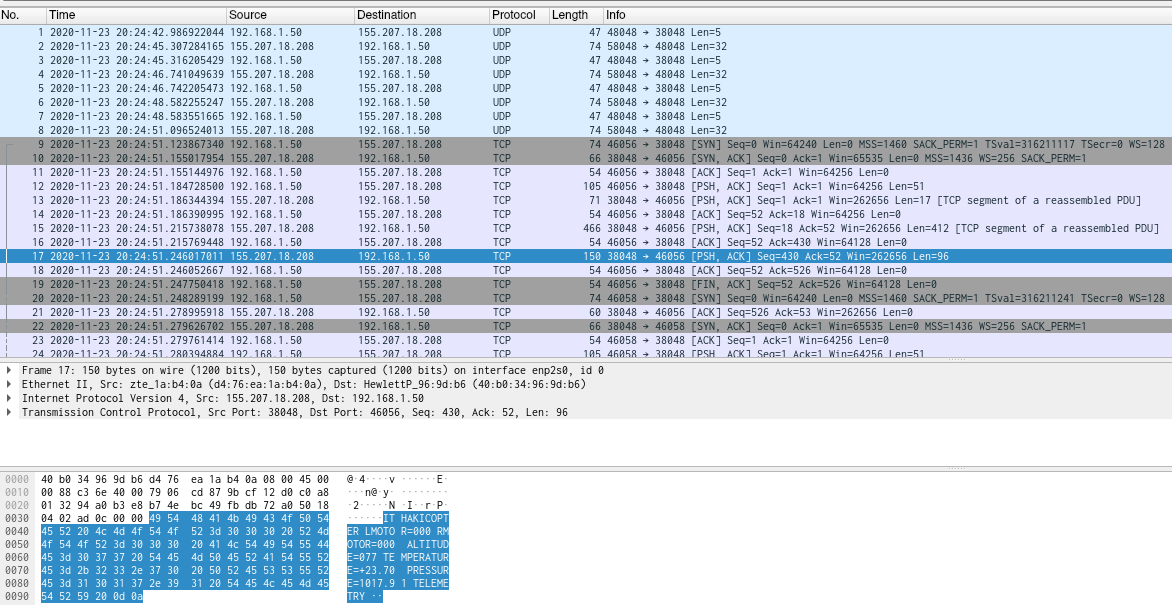 No. Time Source Destination Protocol Length Info
1 2020-11-23 20:24:42.986922044 192.168.1.50 155.207.18.208 UDP 47 48048 → 38048 Len=5
2 2020-11-23 20:24:45.307284165 155.207.18.208 192.168.1.50 UDP 74 58048 → 48048 Len=32
3 2020-11-23 20:24:45.316205429 192.168.1.50 155.207.18.208 UDP 47 48048 → 38048 Len=5
4 2020-11-23 20:24:46.741049639 155.207.18.208 192.168.1.50 UDP 74 58048 → 48048 Len=32
5 2020-11-23 20:24:46.742205473 192.168.1.50 155.207.18.208 UDP 47 48048 → 38048 Len=5
6 2020-11-23 20:24:48.582255247 155.207.18.208 192.168.1.50 UDP 74 58048 → 48048 Len=32
7 2020-11-23 20:24:48.583551665 192.168.1.50 155.207.18.208 UDP 47 48048 → 38048 Len=5
8 2020-11-23 20:24:51.096524013 155.207.18.208 192.168.1.50 UDP 74 58048 → 48048 Len=32
9 2020-11-23 20:24:51.123867340 192.168.1.50 155.207.18.208 TCP 74 46056 → 38048 [SYN] Seq=0 Win=64240 Len=0 MSS=1460 SACK_PERM=1 TSval=316211117 TSecr=0 WS=128
10 2020-11-23 20:24:51.155017954 155.207.18.208 192.168.1.50 TCP 66 38048 → 46056 [SYN, ACK] Seq=0 Ack=1 Win=65535 Len=0 MSS=1436 WS=256 SACK_PERM=1
11 2020-11-23 20:24:51.155144976 192.168.1.50 155.207.18.208 TCP 54 46056 → 38048 [ACK] Seq=1 Ack=1 Win=64256 Len=0
12 2020-11-23 20:24:51.184728500 192.168.1.50 155.207.18.208 TCP 105 46056 → 38048 [PSH, ACK] Seq=1 Ack=1 Win=64256 Len=51
13 2020-11-23 20:24:51.186344394 155.207.18.208 192.168.1.50 TCP 71 38048 → 46056 [PSH, ACK] Seq=1 Ack=1 Win=262656 Len=17 [TCP segment of a reassembled PDU]
14 2020-11-23 20:24:51.186390995 192.168.1.50 155.207.18.208 TCP 54 46056 → 38048 [ACK] Seq=52 Ack=18 Win=64256 Len=0
15 2020-11-23 20:24:51.215738078 155.207.18.208 192.168.1.50 TCP 466 38048 → 46056 [PSH, ACK] Seq=18 Ack=52 Win=262656 Len=412 [TCP segment of a reassembled PDU]
16 2020-11-23 20:24:51.215769448 192.168.1.50 155.207.18.208 TCP 54 46056 → 38048 [ACK] Seq=52 Ack=430 Win=64128 Len=0
17 2020-11-23 20:24:51.246017011 155.207.18.208 192.168.1.50 TCP 150 38048 → 46056 [PSH, ACK] Seq=430 Ack=52 Win=262656 Len=96
18 2020-11-23 20:24:51.246052667 192.168.1.50 155.207.18.208 TCP 54 46056 → 38048 [ACK] Seq=52 Ack=526 Win=64128 Len=0
19 2020-11-23 20:24:51.247750418 192.168.1.50 155.207.18.208 TCP 54 46056 → 38048 [FIN, ACK] Seq=52 Ack=526 Win=64128 Len=0
20 2020-11-23 20:24:51.248289199 192.168.1.50 155.207.18.208 TCP 74 46058 → 38048 [SYN] Seq=0 Win=64240 Len=0 MSS=1460 SACK_PERM=1 TSval=316211241 TSecr=0 WS=128
21 2020-11-23 20:24:51.278995918 155.207.18.208 192.168.1.50 TCP 60 38048 → 46056 [ACK] Seq=526 Ack=53 Win=262656 Len=0
22 2020-11-23 20:24:51.279626702 155.207.18.208 192.168.1.50 TCP 66 38048 → 46058 [SYN, ACK] Seq=0 Ack=1 Win=65535 Len=0 MSS=1436 WS=256 SACK_PERM=1
23 2020-11-23 20:24:51.279761414 192.168.1.50 155.207.18.208 TCP 54 46058 → 38048 [ACK] Seq=1 Ack=1 Win=64256 Len=0
24 2020-11-23 20:24:51.280394884 192.168.1.50 155.207.18.208 TCP 105 46058 → 38048 [PSH, ACK] Seq=1 Ack=1 Win=64256 Len=51
Frame 17: 150 bytes on wire (1200 bits), 150 bytes captured (1200 bits) on interface enp2s0, id 0
Ethernet II, Src: zte_1a:b4:0a (d4:76:ea:1a:b4:0a), Dst: HewlettP_96:9d:b6 (40:b0:34:96:9d:b6)
Internet Protocol Version 4, Src: 155.207.18.208, Dst: 192.168.1.50
Transmission Control Protocol, Src Port: 38048, Dst Port: 46056, Seq: 430, Ack: 52, Len: 96
0000 40 b0 34 96 9d b6 d4 76 ea 1a b4 0a 08 00 45 00 @·4····v ······E·
0010 00 88 c3 6e 40 00 79 06 cd 87 9b cf 12 d0 c0 a8 ···n@·y· ········
0020 01 32 94 a0 b3 e8 b7 4e bc 49 fb db 72 a0 50 18 ·2·····N ·I··r·P·
0030 04 02 ad 0c 00 00 49 54 48 41 4b 49 43 4f 50 54 ······IT HAKICOPT
0040 45 52 20 4c 4d 4f 54 4f 52 3d 30 30 30 20 52 4d ER LMOTO R=000 RM
0050 4f 54 4f 52 3d 30 30 30 20 41 4c 54 49 54 55 44 OTOR=000 ALTITUD
0060 45 3d 30 37 37 20 54 45 4d 50 45 52 41 54 55 52 E=077 TE MPERATUR
0070 45 3d 2b 32 33 2e 37 30 20 50 52 45 53 53 55 52 E=+23.70 PRESSUR
0080 45 3d 31 30 31 37 2e 39 31 20 54 45 4c 45 4d 45 E=1017.9 1 TELEME
0090 54 52 59 20 0d 0a TRY ··